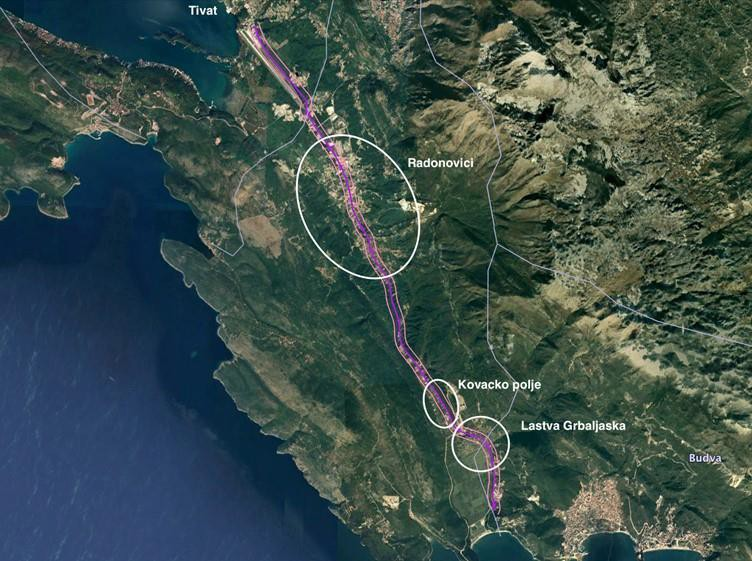 Tivat
Radonovici
Kovacko polje
Lastva Grbaljaska
Budva